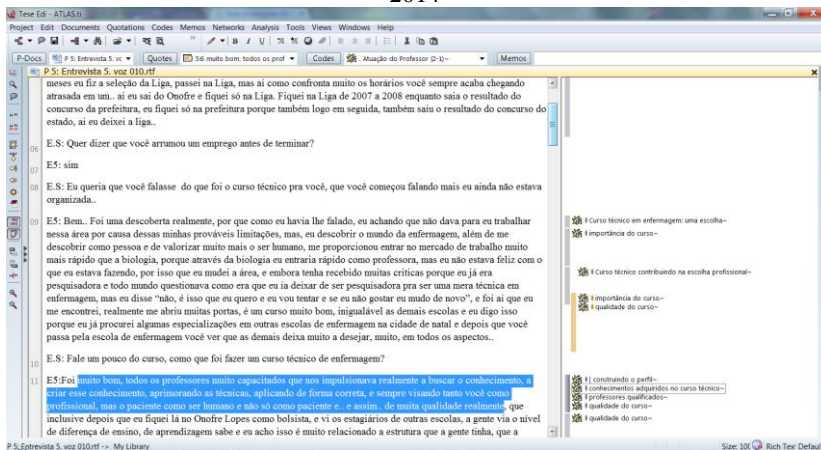 2014
Tese Edi - ATLAS.ti
Project Edit Documents Quotations Codes Memos Networks Analysis Tools Views Windows Help
P-Docs P 5: Entrevista 5. vc Quotes 5:6 muito bom, todos os prof Codes . Atuação do Professor {2-1}~ Memos
P 5: Entrevista 5. voz 010.rtf
meses eu fiz a seleção da Liga, passei na Liga, mas ai como confronta muito os horários você sempre acaba chegando
atrasada em um.. ai eu sai do Onofre e fiquei só na Liga. Fiquei na Liga de 2007 a 2008 enquanto saia o resultado do
concurso da prefeitura, eu fiquei só na prefeitura porque também logo em seguida, também saiu o resultado do concurso do
estado, ai eu deixei a liga..
06 E.S: Quer dizer que você arrumou um emprego antes de terminar?
07 E5: sim
08 E.S: Eu queria que você falasse do que foi o curso técnico pra você, que você começou falando mais eu ainda não estava
organizada..
09 E5: Bem.. Foi uma descoberta realmente, por que como eu havia lhe falado, eu achando que não dava para eu trabalhar
nessa área por causa dessas minhas prováveis limitações, mas, eu descobrir o mundo da enfermagem, além de me
descobrir como pessoa e de valorizar muito mais o ser humano, me proporcionou entrar no mercado de trabalho muito
mais rápido que a biologia, porque através da biologia eu entraria rápido como professora, mas eu não estava feliz com o
que eu estava fazendo, por isso que eu mudei a área, e embora tenha recebido muitas criticas porque eu já era
pesquisadora e todo mundo questionava como era que eu ia deixar de ser pesquisadora pra ser uma mera técnica em
enfermagem, mas eu disse “não, é isso que eu quero e eu vou tentar e se eu não gostar eu mudo de novo”, e foi ai que eu
me encontrei, realmente me abriu muitas portas, é um curso muito bom, inigualável as demais escolas e eu digo isso
porque eu já procurei algumas especializações em outras escolas de enfermagem na cidade de natal e depois que você
passa pela escola de enfermagem você ver que as demais deixa muito a desejar, muito, em todos os aspectos..
10 E.S: Fale um pouco do curso, como que foi fazer um curso técnico de enfermagem?
11 E5:Foi muito bom, todos os professores muito capacitados que nos impulsionava realmente a buscar o conhecimento, a
criar esse conhecimento, aprimorando as técnicas, aplicando de forma correta, e sempre visando tanto você como
profissional, mas o paciente como ser humano e não só como paciente e.. e assim.. de muita qualidade realmente, que
inclusive depois que eu fiquei lá no Onofre Lopes como bolsista, e vi os estagiários de outras escolas, a gente via o nível
de diferença de ensino, de aprendizagem sabe e eu acho isso é muito relacionado a estrutura que a gente tinha, que a
Curso técnico em enfermagem: uma escolha~
importância do curso~
Curso técnico contribuindo na escolha profissional~
importância do curso~
qualidade do curso~
[ construindo o perfil~
conhecimentos adquiridos no curso técnico~
professores qualificados~
qualidade do curso~
qualidade do curso~
P 5: Entrevista 5. voz 010.rtf -> My Library Size: 100 Rich Text Defaul